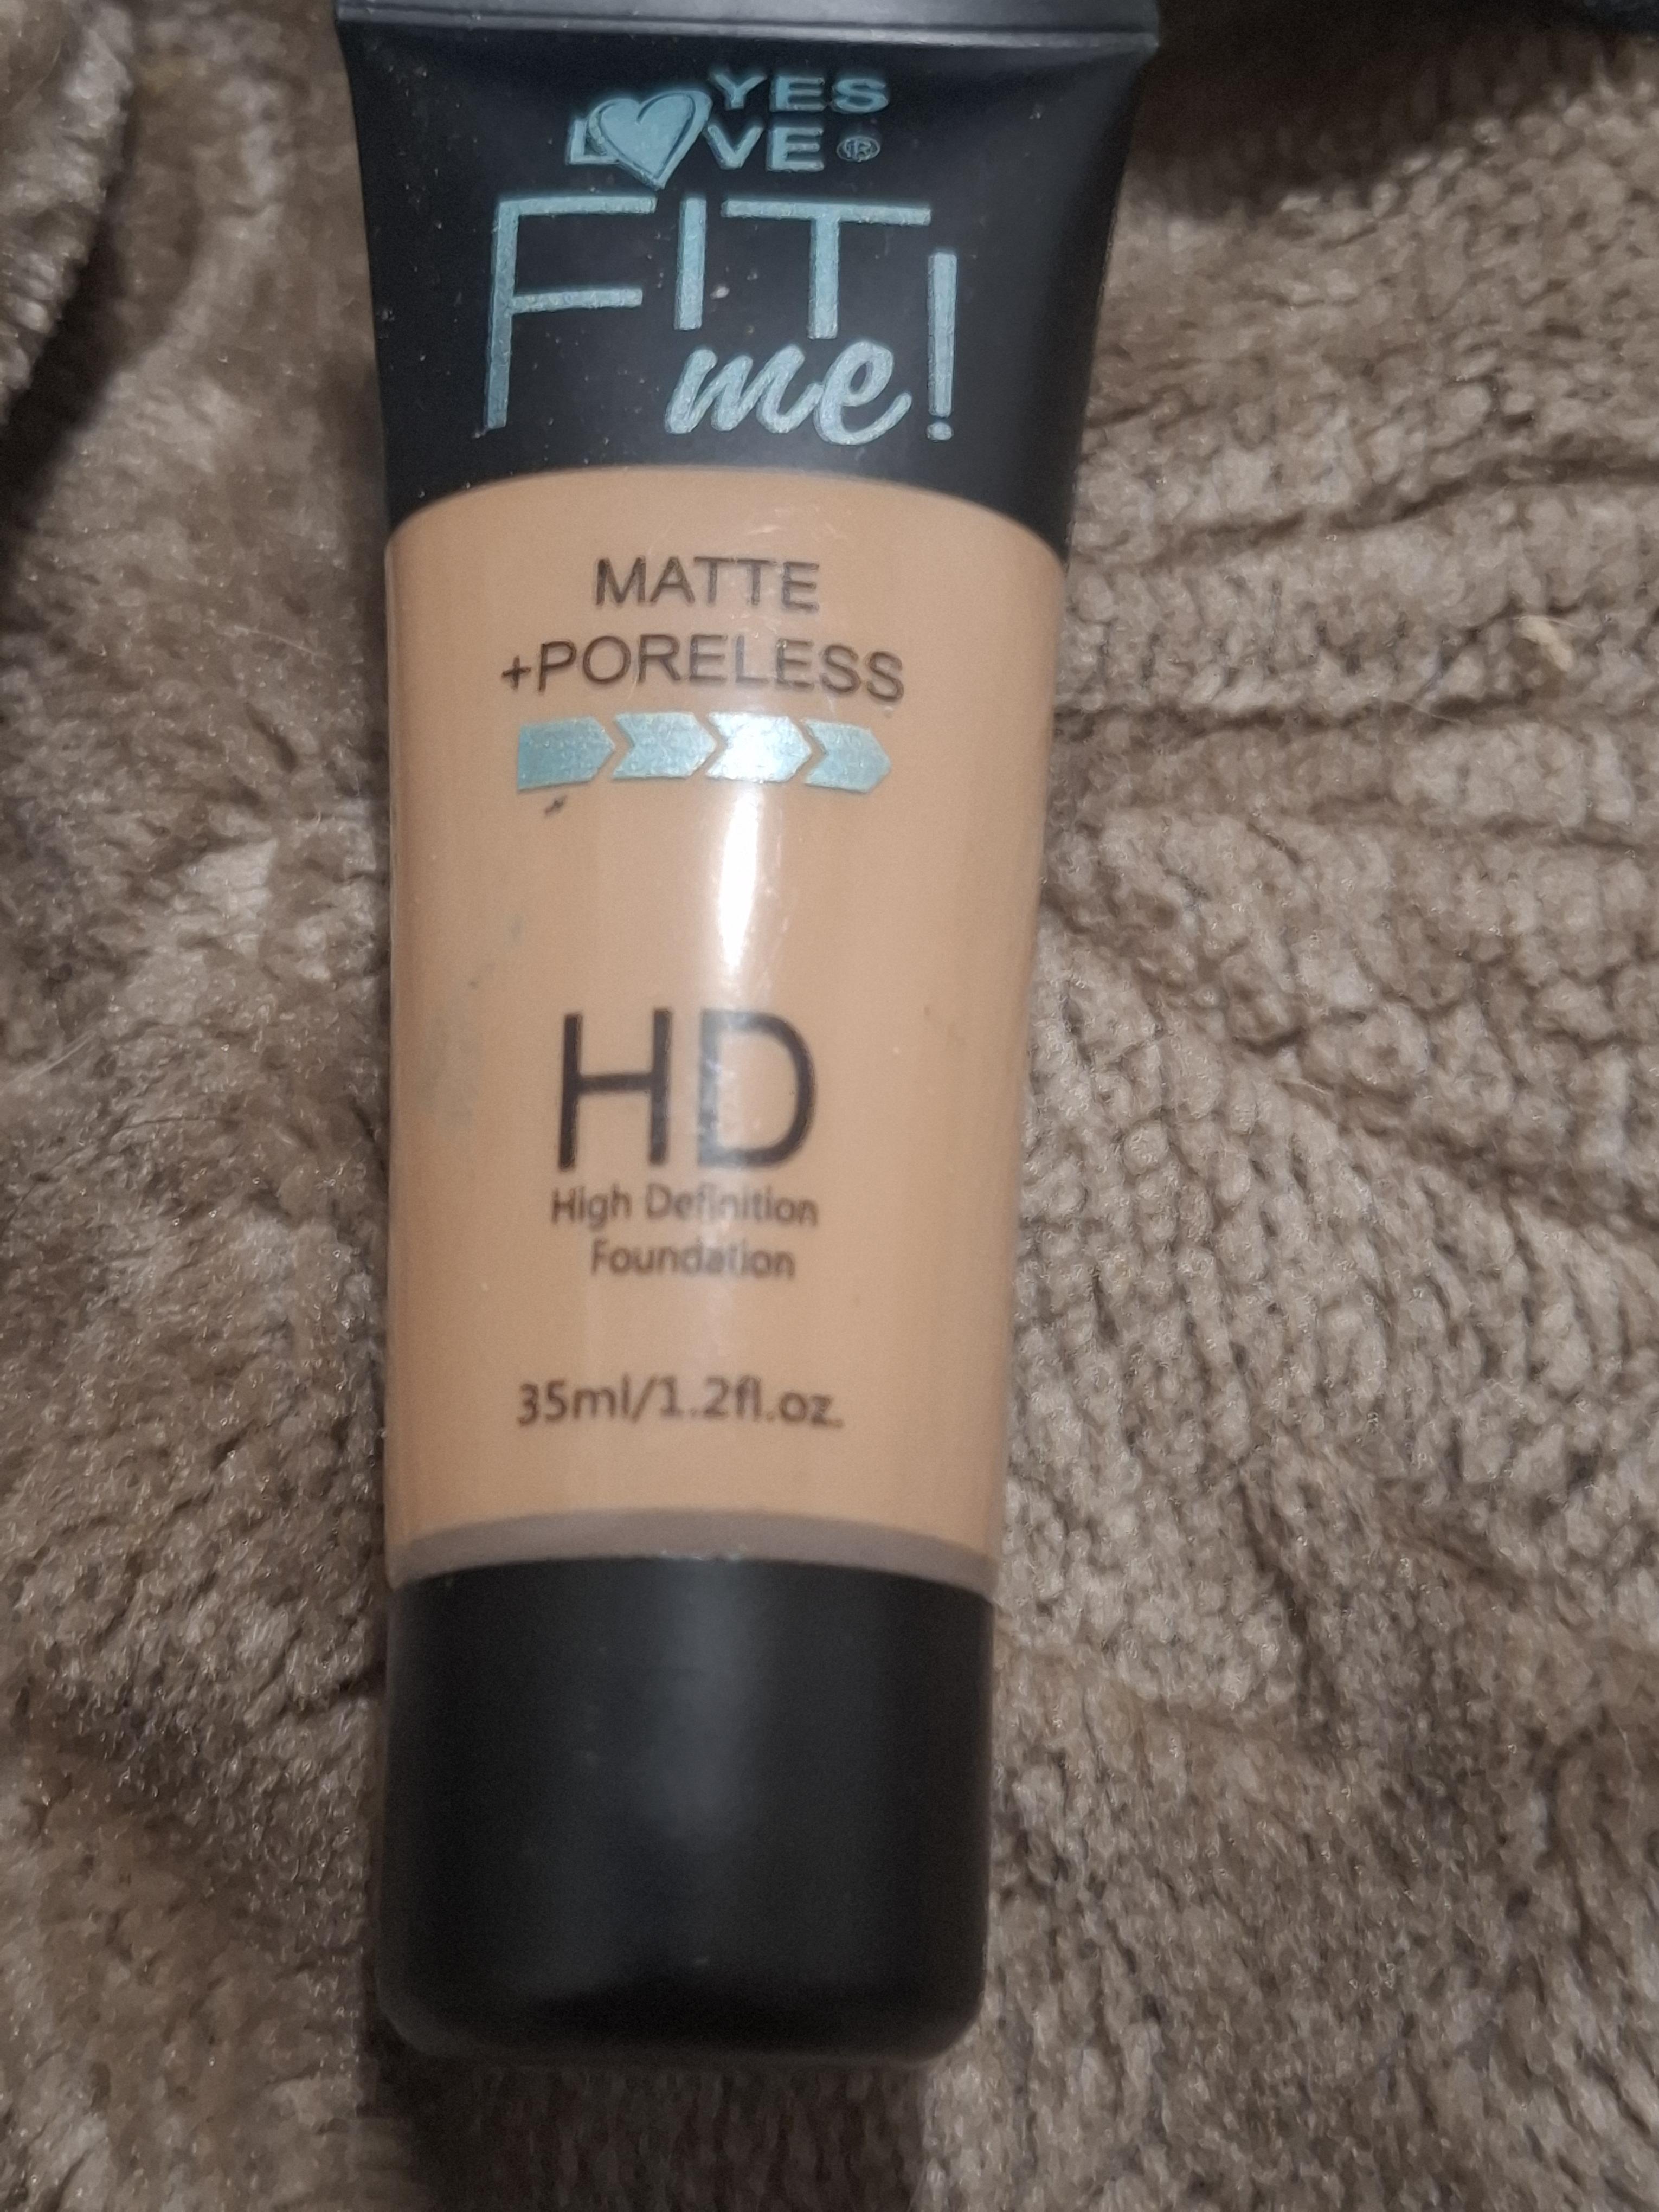 YES
LOVE®
FIT
me!
MATTE
+PORELESS
HD
High Definition
Foundation
35ml/1.2fl.oz.